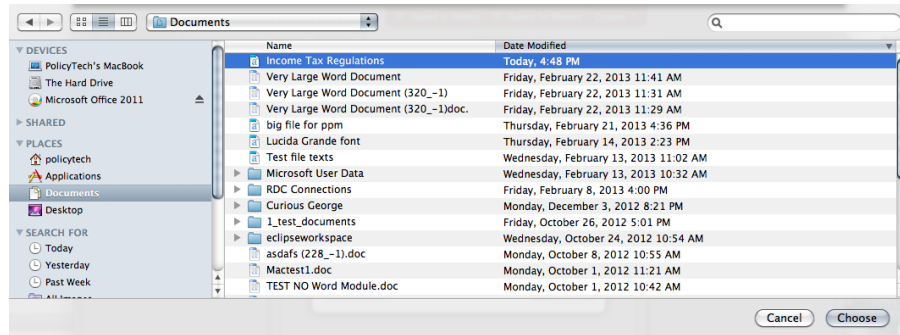 Documents
Name Date Modified
DEVICES
PolicyTech's MacBook
The Hard Drive
Microsoft Office 2011
SHARED
PLACES
policytech
Applications
Documents
Desktop
SEARCH FOR
Today
Yesterday
Past Week
All Images
Income Tax Regulations Today, 4:48 PM
Very Large Word Document Friday, February 22, 2013 11:41 AM
Very Large Word Document (320_-1) Friday, February 22, 2013 11:31 AM
Very Large Word Document (320_-1)doc. Friday, February 22, 2013 11:29 AM
big file for ppm Thursday, February 21, 2013 4:36 PM
Lucida Grande font Thursday, February 14, 2013 2:23 PM
Test file texts Wednesday, February 13, 2013 11:02 AM
Microsoft User Data Wednesday, February 13, 2013 10:32 AM
RDC Connections Friday, February 8, 2013 4:00 PM
Curious George Monday, December 3, 2012 8:21 PM
1_test_documents Friday, October 26, 2012 5:01 PM
eclipseworkspace Wednesday, October 24, 2012 10:54 AM
asdafs (228_-1).doc Monday, October 8, 2012 10:55 AM
Mactest1.doc Monday, October 1, 2012 11:21 AM
TEST NO Word Module.doc Monday, October 1, 2012 10:42 AM
Cancel Choose